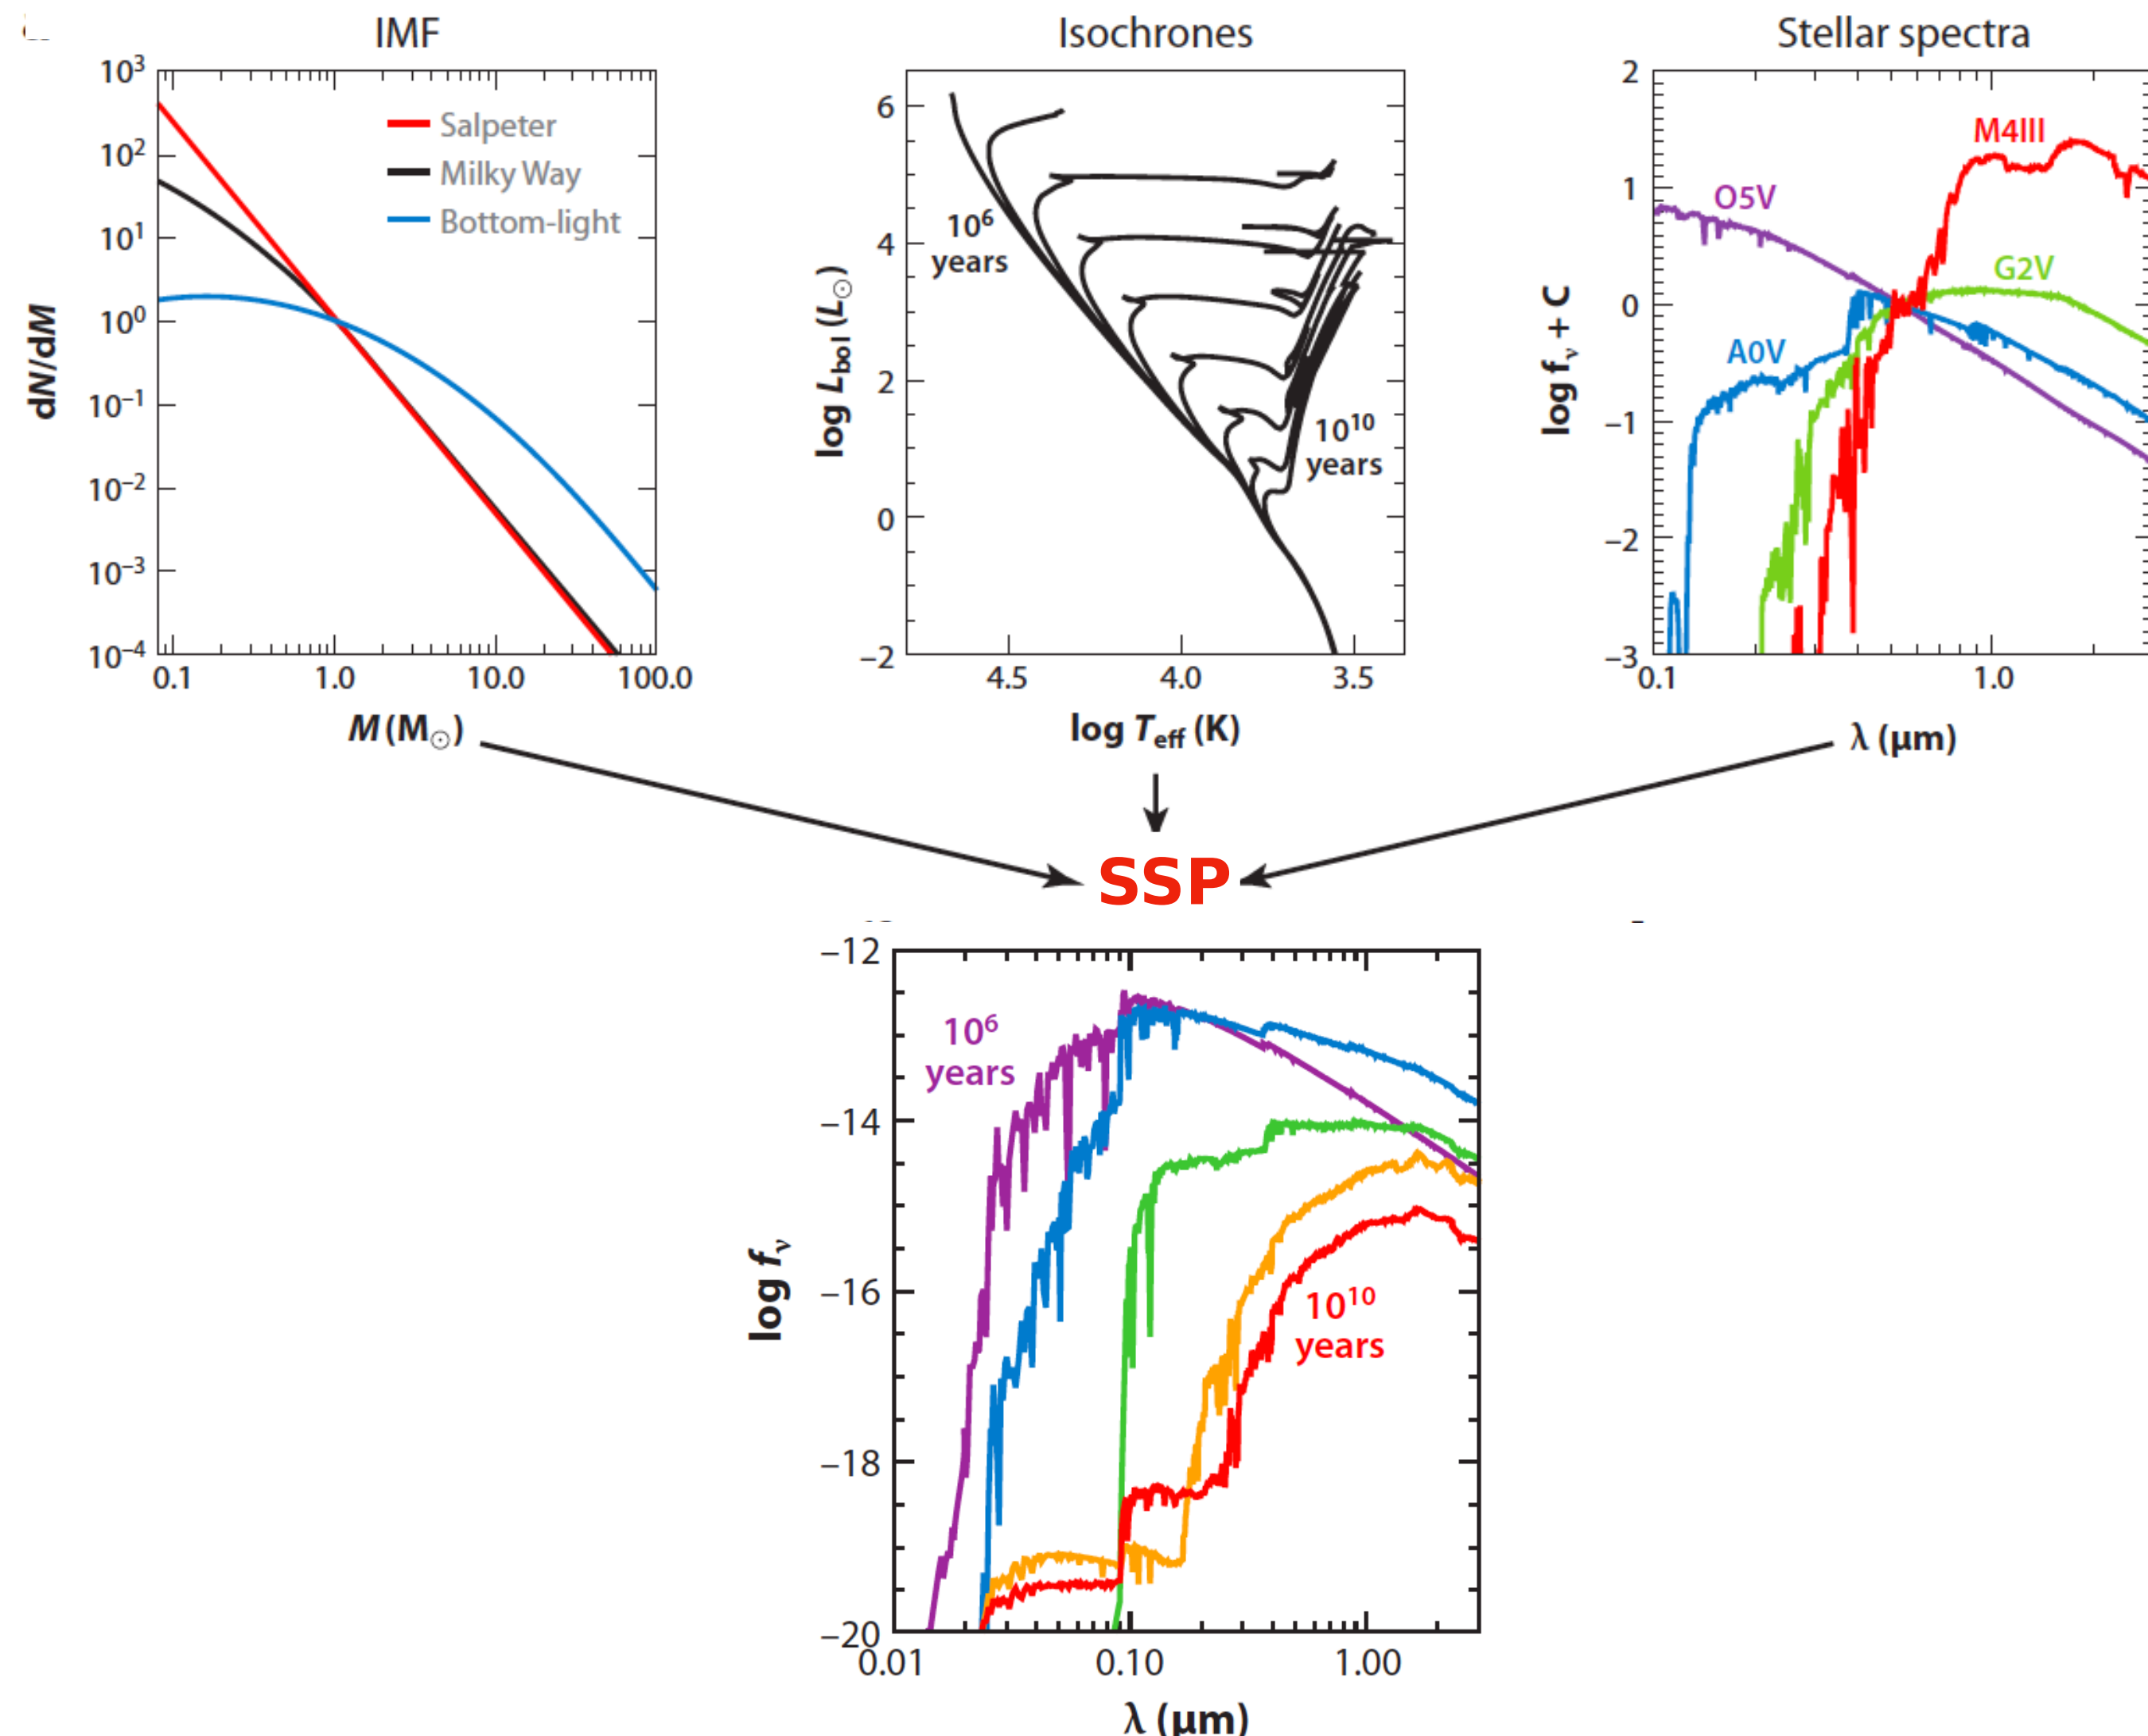 IMF
10³
10²
10¹
10⁰
10⁻¹
10⁻²
10⁻³
10⁻⁴
dN/dM
Salpeter
Milky Way
Bottom-light
0.1 1.0 10.0 100.0
M (M☉)
Isochrones
6
4
2
0
−2
log Lbol (L☉)
10⁶
years
10¹⁰
years
4.5 4.0 3.5
log Teff (K)
Stellar spectra
2
1
0
−1
−2
−3
log fν + C
M4III
O5V
G2V
A0V
0.1 1.0
λ (μm)
SSP
−12
−14
−16
−18
−20
log fν
10⁶
years
10¹⁰
years
0.01 0.10 1.00
λ (μm)